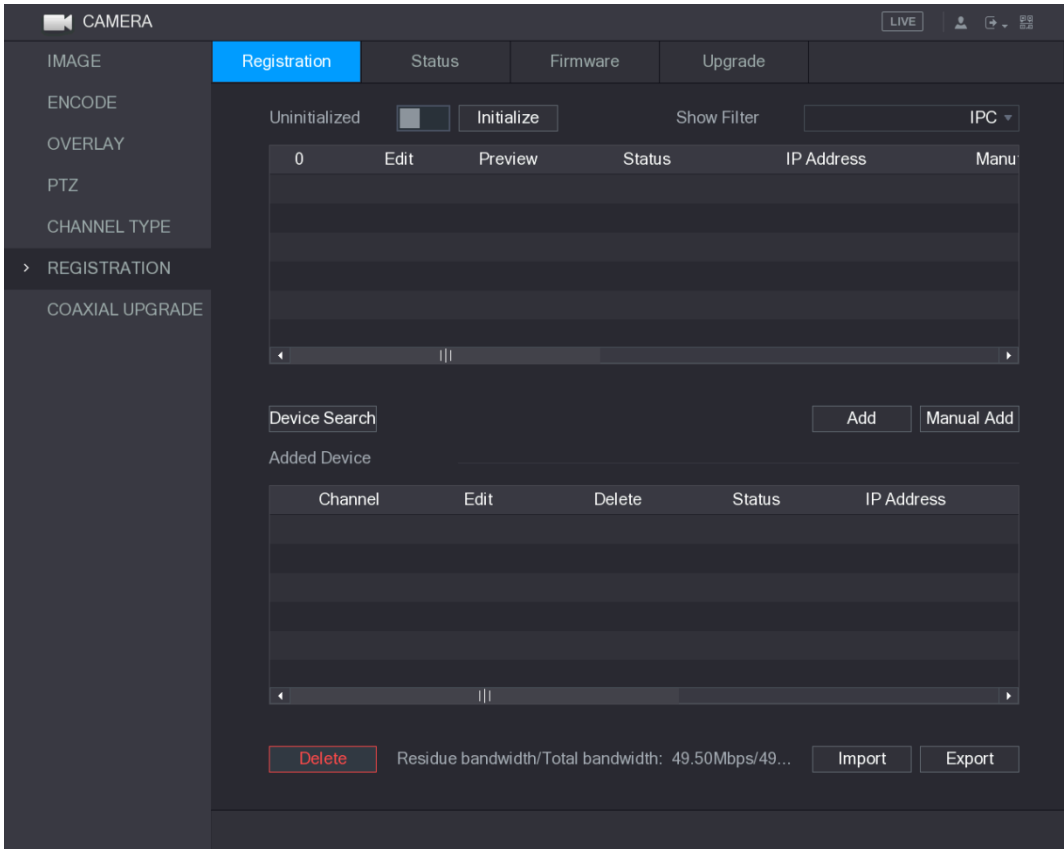 CAMERA LIVE
IMAGE
ENCODE
OVERLAY
PTZ
CHANNEL TYPE
REGISTRATION
COAXIAL UPGRADE
Registration Status Firmware Upgrade
Uninitialized Initialize Show Filter IPC
0 Edit Preview Status IP Address Manu
Device Search Add Manual Add
Added Device
Channel Edit Delete Status IP Address
Delete Residue bandwidth/Total bandwidth: 49.50Mbps/49... Import Export